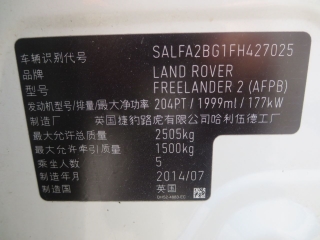 车辆识别代号 SALFA2BG1FH427025
品牌 LAND ROVER
型号 FREELANDER 2 (AFPB)
发动机型号/排量/最大净功率 204PT / 1999ml / 177kW
制造厂 英国捷豹路虎有限公司哈利伍德工厂
最大允许总质量 2505kg
最大允许牵引质量 1500kg
乘坐人数 5
制造年月 2014/07
制造国 英国